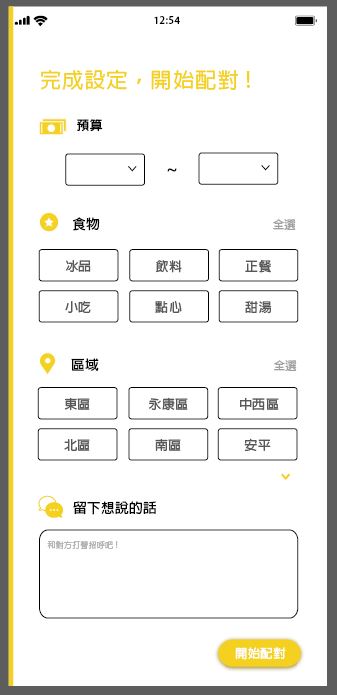 12:54
完成設定，開始配對！
預算
~
食物 全選
冰品 飲料 正餐
小吃 點心 甜湯
區域 全選
東區 永康區 中西區
北區 南區 安平
留下想說的話
和對方打聲招呼吧！
開始配對